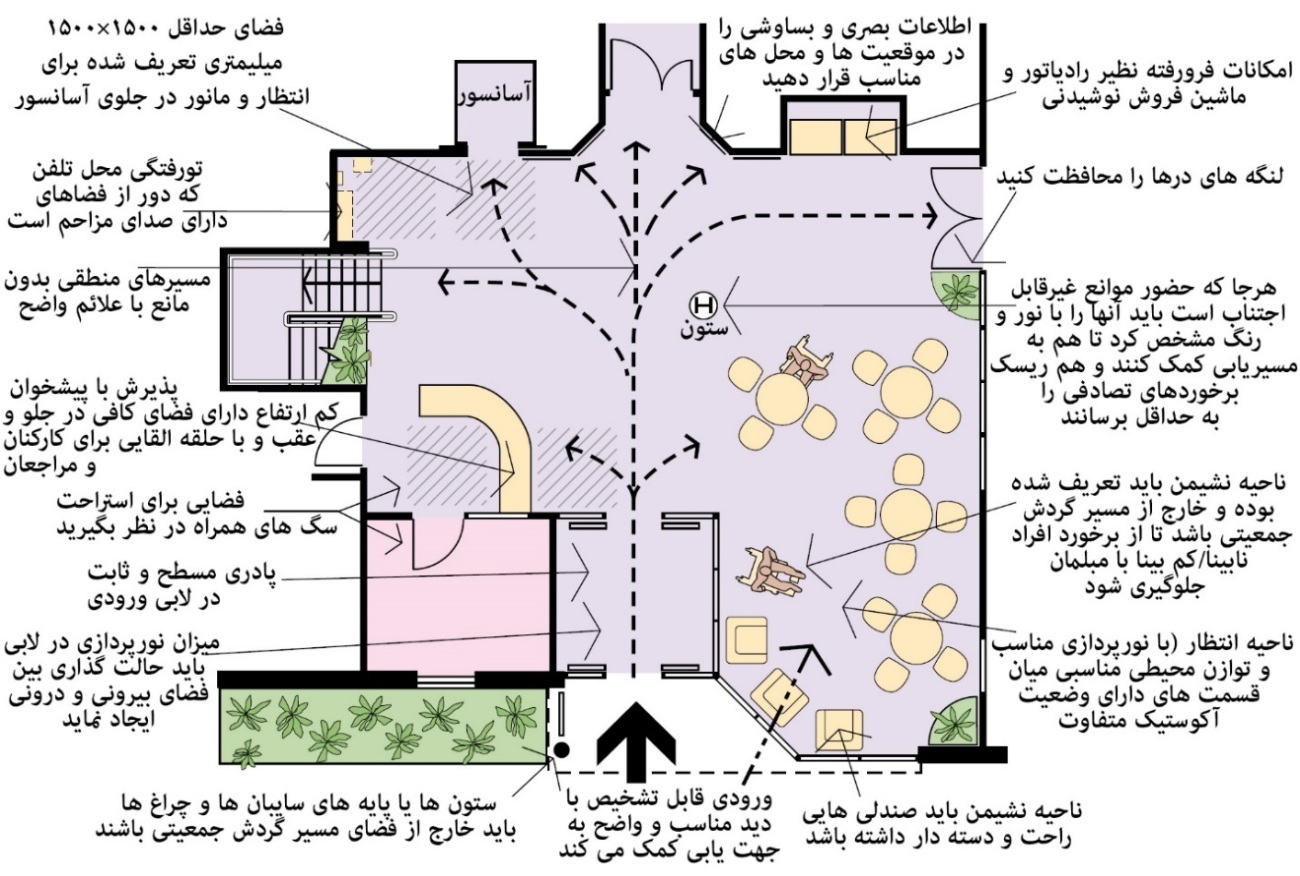 فضای حداقل ۱۵۰۰×۱۵۰۰
میلیمتری تعریف شده برای
انتظار و مانور در جلوی آسانسور
آسانسور
اطلاعات بصری و بساوشی را
در موقعیت ها و محل های
مناسب قرار دهید
امکانات فرورفته نظیر رادیاتور و
ماشین فروش نوشیدنی
تورفتگی محل تلفن
که دور از فضاهای
دارای صدای مزاحم است
لنگه های درها را محافظت کنید
مسیرهای منطقی بدون
مانع با علائم واضح
هرجا که حضور موانع غیرقابل
اجتناب است باید آنها را با نور و
رنگ مشخص کرد تا هم به
مسیریابی کمک کنند و هم ریسک
برخوردهای تصادفی را
به حداقل برسانند
H
ستون
پذیرش با پیشخوان
کم ارتفاع دارای فضای کافی در جلو و
عقب و با حلقه القایی برای کارکنان
و مراجعان
فضایی برای استراحت
سگ های همراه در نظر بگیرید
ناحیه نشیمن باید تعریف شده
بوده و خارج از مسیر گردش
جمعیتی باشد تا از برخورد افراد
نابینا/کم بینا با مبلمان
جلوگیری شود
پادری مسطح و ثابت
در لابی ورودی
میزان نورپردازی در لابی
باید حالت گذاری بین
فضای بیرونی و درونی
ایجاد نماید
ناحیه انتظار (با نورپردازی مناسب
و توازن محیطی مناسبی میان
قسمت های دارای وضعیت
آکوستیک متفاوت
ستون ها یا پایه های سایبان ها و چراغ ها
باید خارج از فضای مسیر گردش جمعیتی باشند
ورودی قابل تشخیص با
دید مناسب و واضح به
جهت یابی کمک می کند
ناحیه نشیمن باید صندلی هایی
راحت و دسته دار داشته باشد